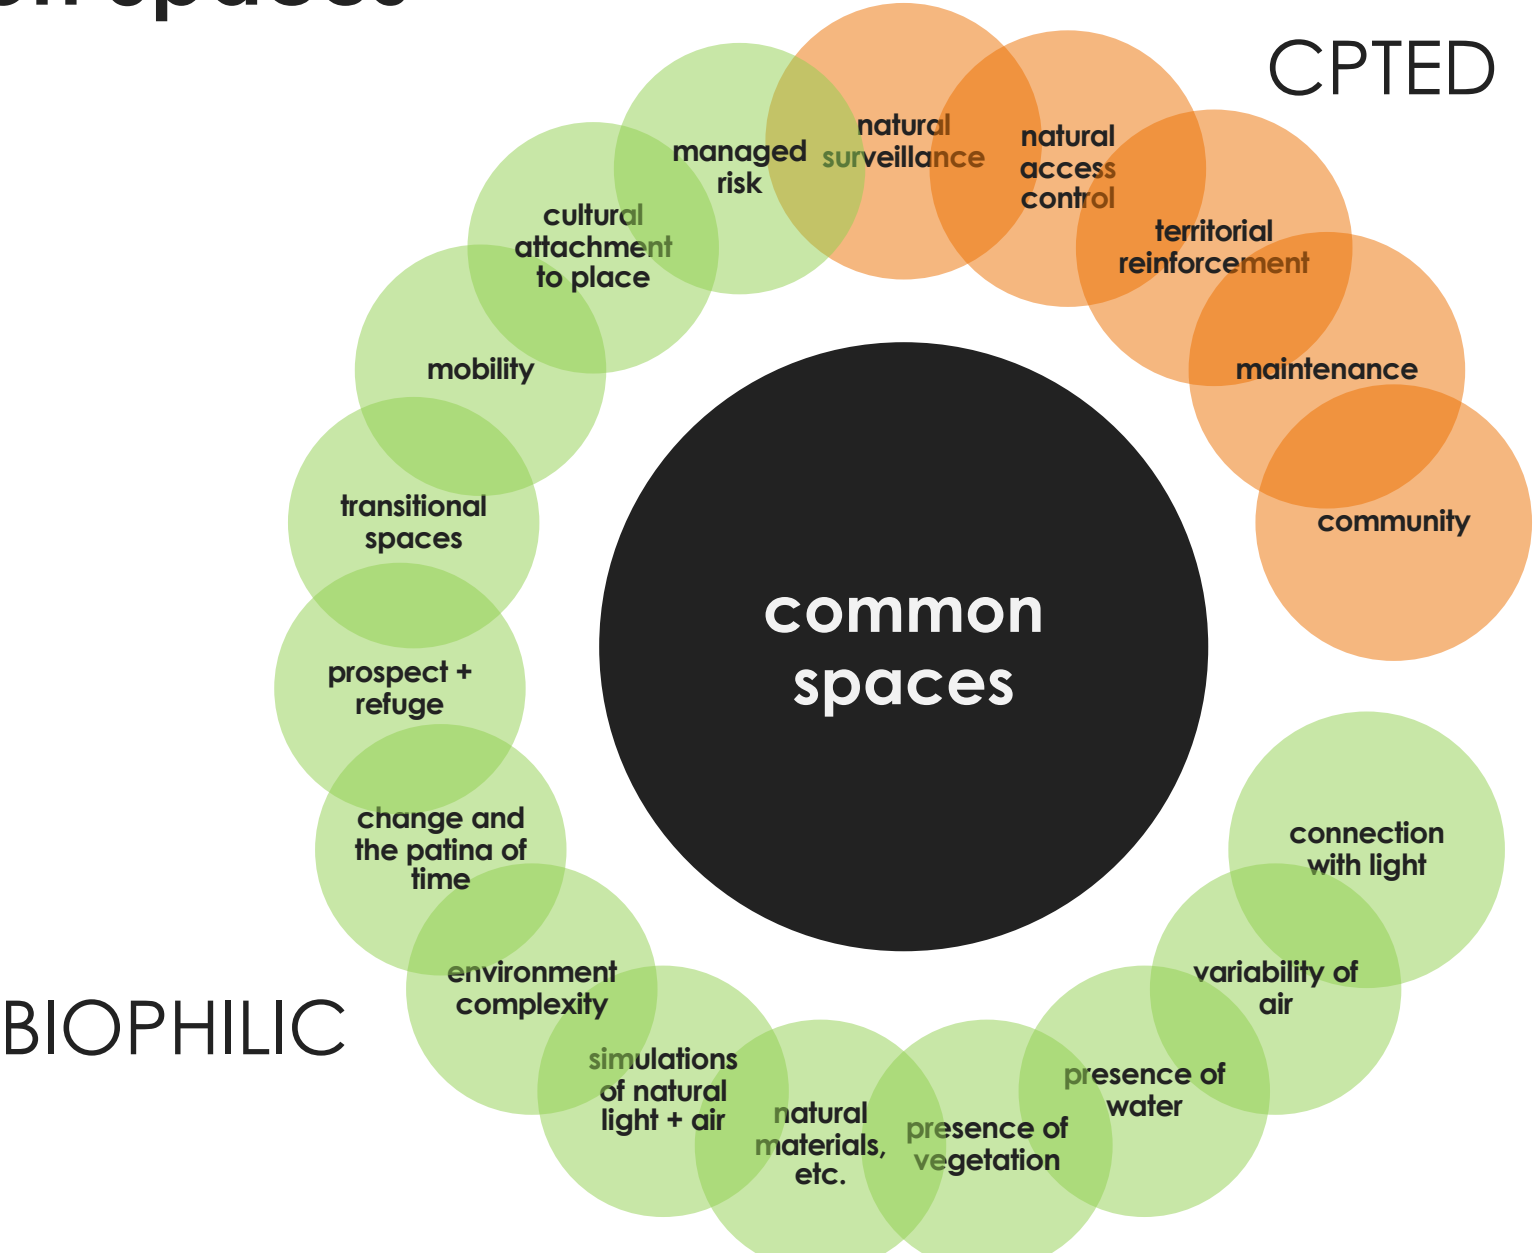 on spaces
CPTED
natural
surveillance
natural
access
control
territorial
reinforcement
maintenance
community
connection
with light
variability of
air
presence of
water
presence of
vegetation
natural
materials,
etc.
simulations
of natural
light + air
environment
complexity
change and
the patina of
time
prospect +
refuge
transitional
spaces
mobility
cultural
attachment
to place
managed
risk
common
spaces
BIOPHILIC